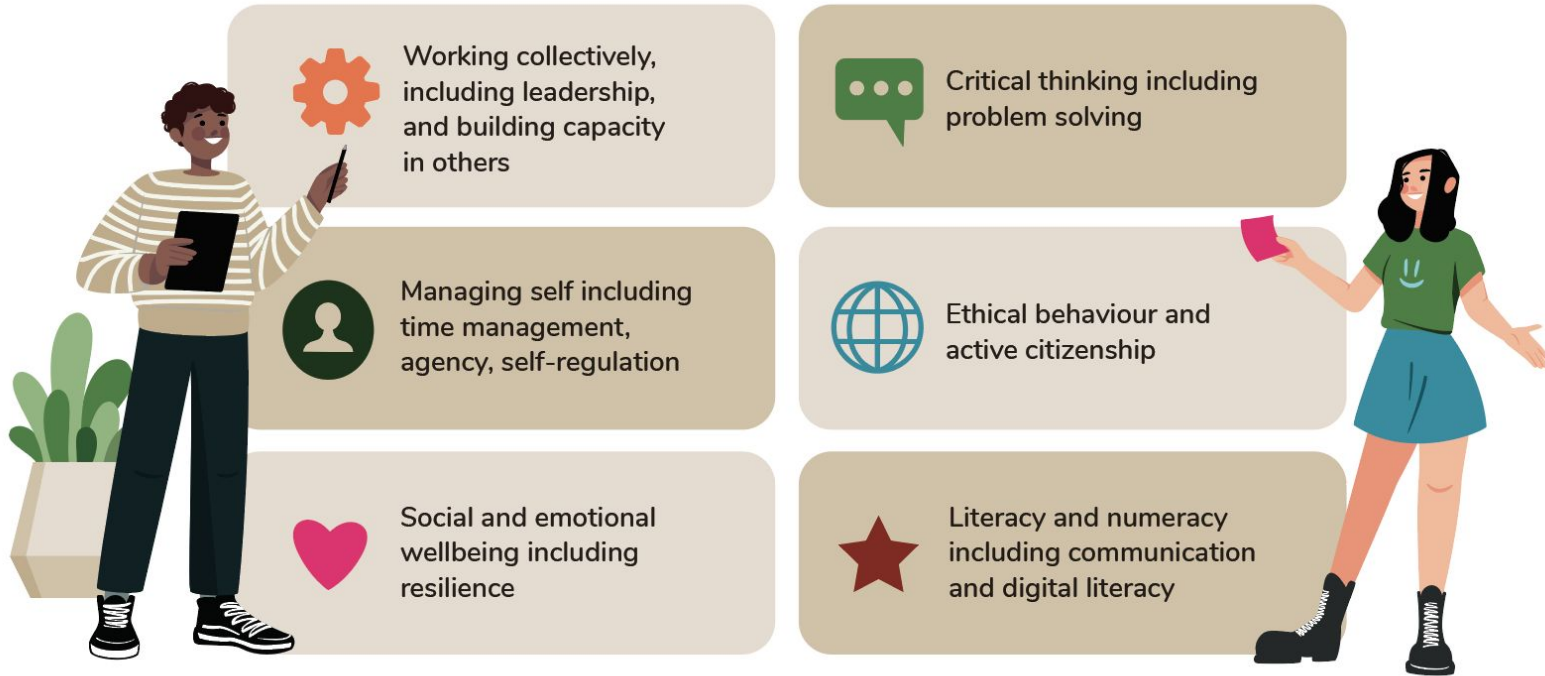 Working collectively,
including leadership,
and building capacity
in others
Critical thinking including
problem solving
Managing self including
time management,
agency, self-regulation
Ethical behaviour and
active citizenship
Social and emotional
wellbeing including
resilience
Literacy and numeracy
including communication
and digital literacy